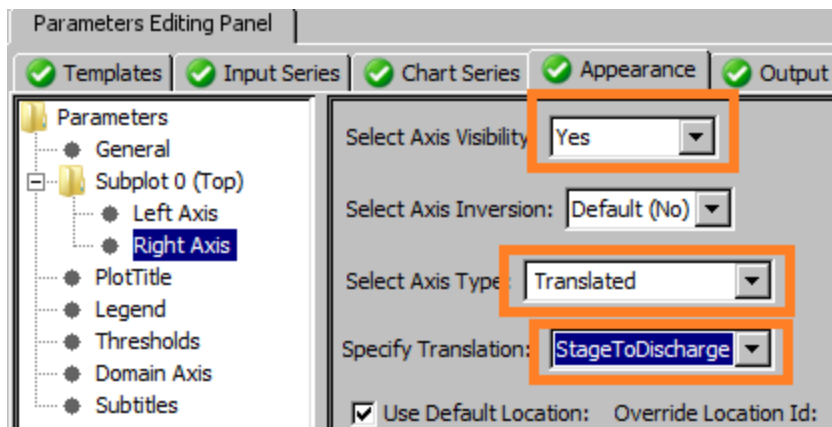 Parameters Editing Panel
Templates Input Series Chart Series Appearance Output
Parameters
General
Subplot 0 (Top)
Left Axis
Right Axis
PlotTitle
Legend
Thresholds
Domain Axis
Subtitles
Select Axis Visibility Yes
Select Axis Inversion: Default (No)
Select Axis Type: Translated
Specify Translation: StageToDischarge
Use Default Location: Override Location Id: